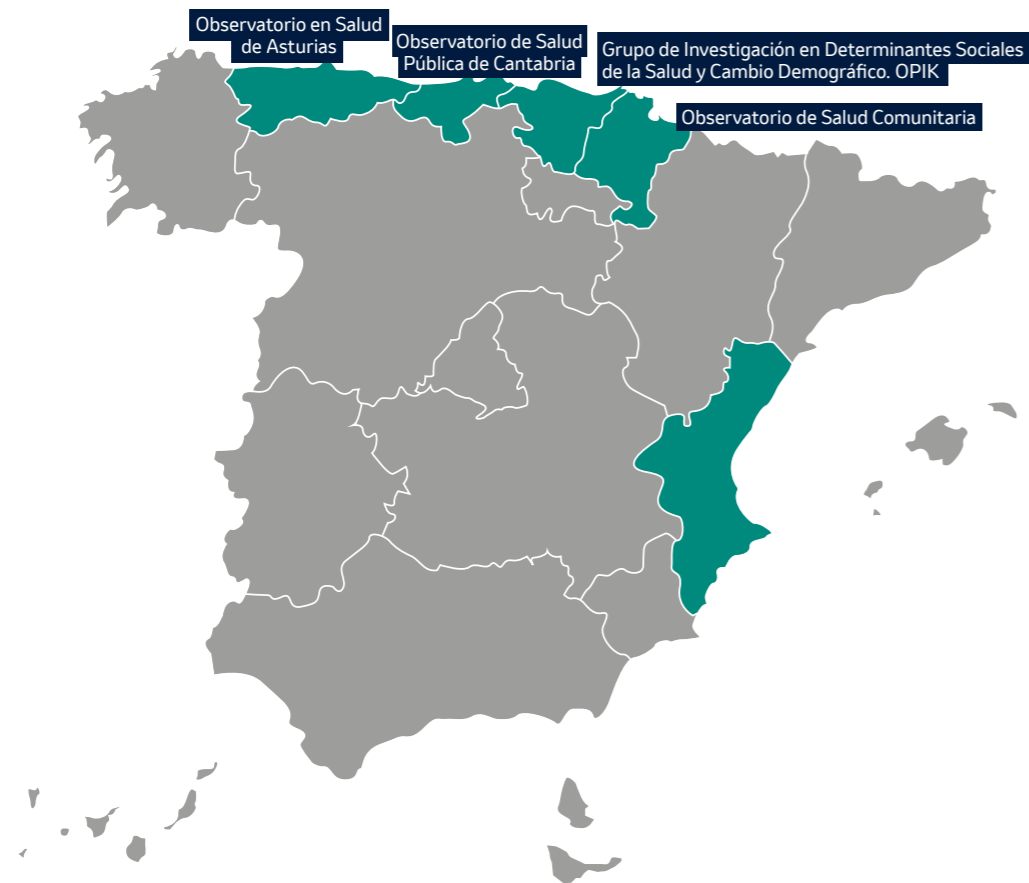 Observatorio en Salud
de Asturias
Observatorio de Salud
Pública de Cantabria
Grupo de Investigación en Determinantes Sociales
de la Salud y Cambio Demográfico. OPIK
Observatorio de Salud Comunitaria